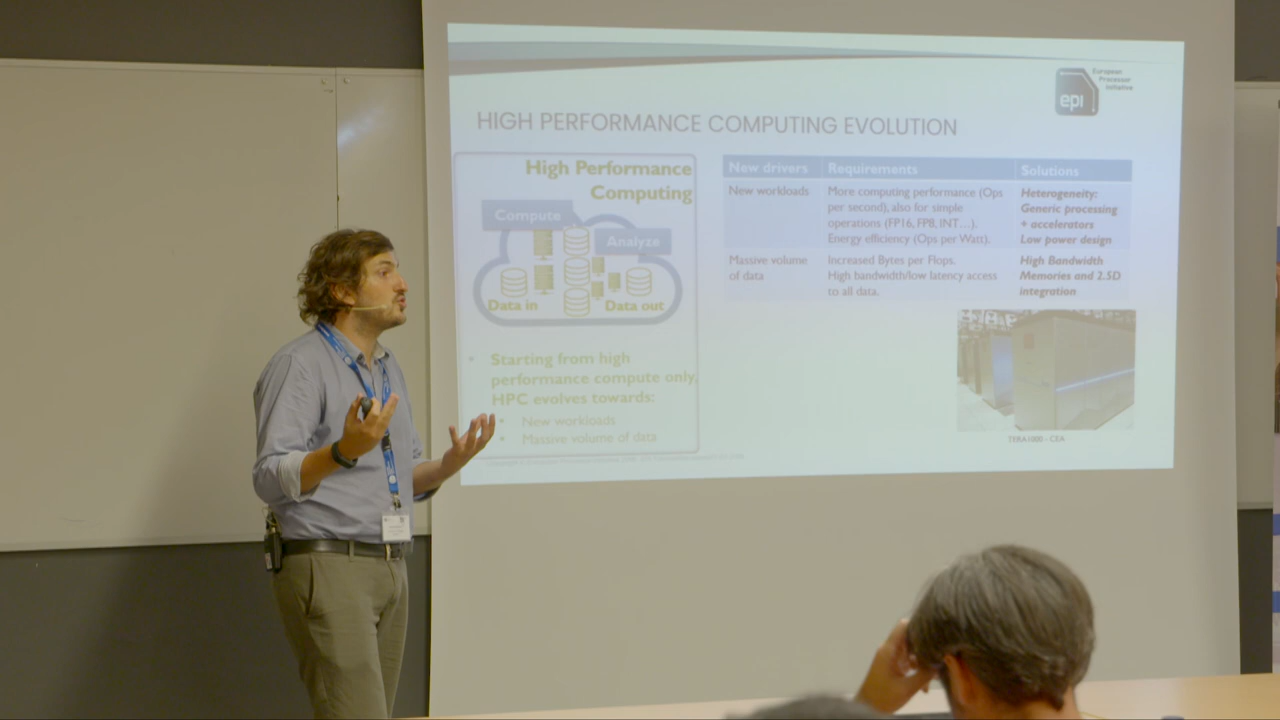 European
Processor
Initiative
epi
HIGH PERFORMANCE COMPUTING EVOLUTION
High Performance
Computing
Compute
Analyze
Data in
Data out
• Starting from high
performance compute only,
HPC evolves towards:
• New workloads
• Massive volume of data
New drivers Requirements Solutions
New workloads
More computing performance (Ops
per second), also for simple
operations (FP16, FP8, INT…).
Energy efficiency (Ops per Watt).
Heterogeneity:
Generic processing
+ accelerators
Low power design
Massive volume
of data
Increased Bytes per Flops.
High bandwidth/low latency access
to all data.
High Bandwidth
Memories and 2.5D
integration
TERA1000 - CEA